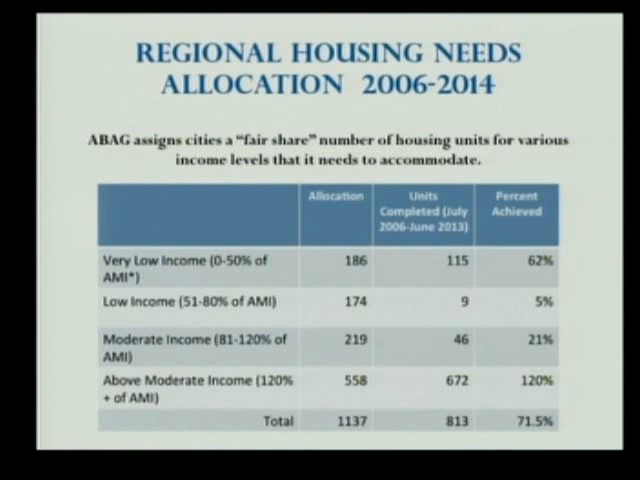 REGIONAL HOUSING NEEDS
ALLOCATION 2006-2014
ABAG assigns cities a “fair share” number of housing units for various
income levels that it needs to accommodate.
Allocation Units Percent
Completed (July Achieved
2006-June 2013)
Very Low Income (0-50% of 186 115 62%
AMI*)
Low Income (51-80% of AMI) 174 9 5%
Moderate Income (81-120% of 219 46 21%
AMI)
Above Moderate Income (120% 558 672 120%
+ of AMI)
Total 1137 813 71.5%